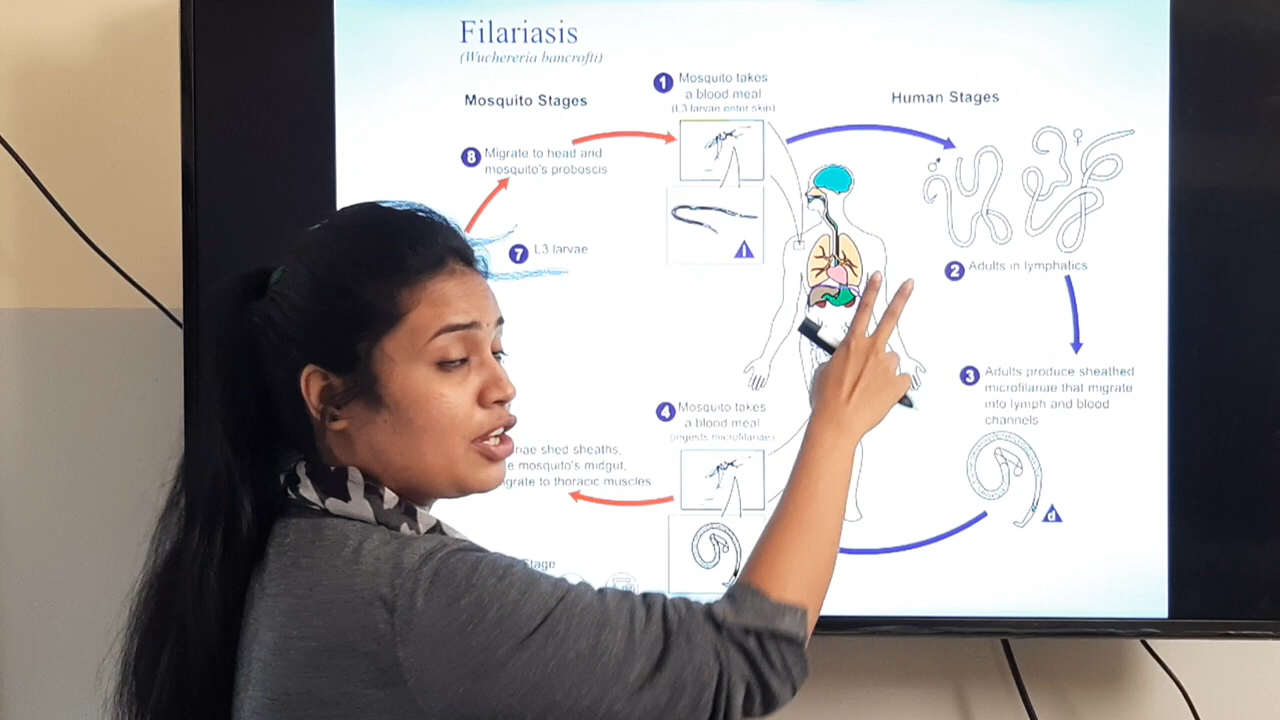 Filariasis
(Wuchereria bancrofti)
Mosquito Stages
Human Stages
1 Mosquito takes
a blood meal
(L3 larvae enter skin)
8 Migrate to head and
mosquito's proboscis
i
7 L3 larvae
2 Adults in lymphatics
3 Adults produce sheathed
microfilariae that migrate
into lymph and blood
channels
d
4 Mosquito takes
a blood meal
(ingests microfilariae)
shed sheaths,
mosquito's midgut,
to thoracic muscles
Stage